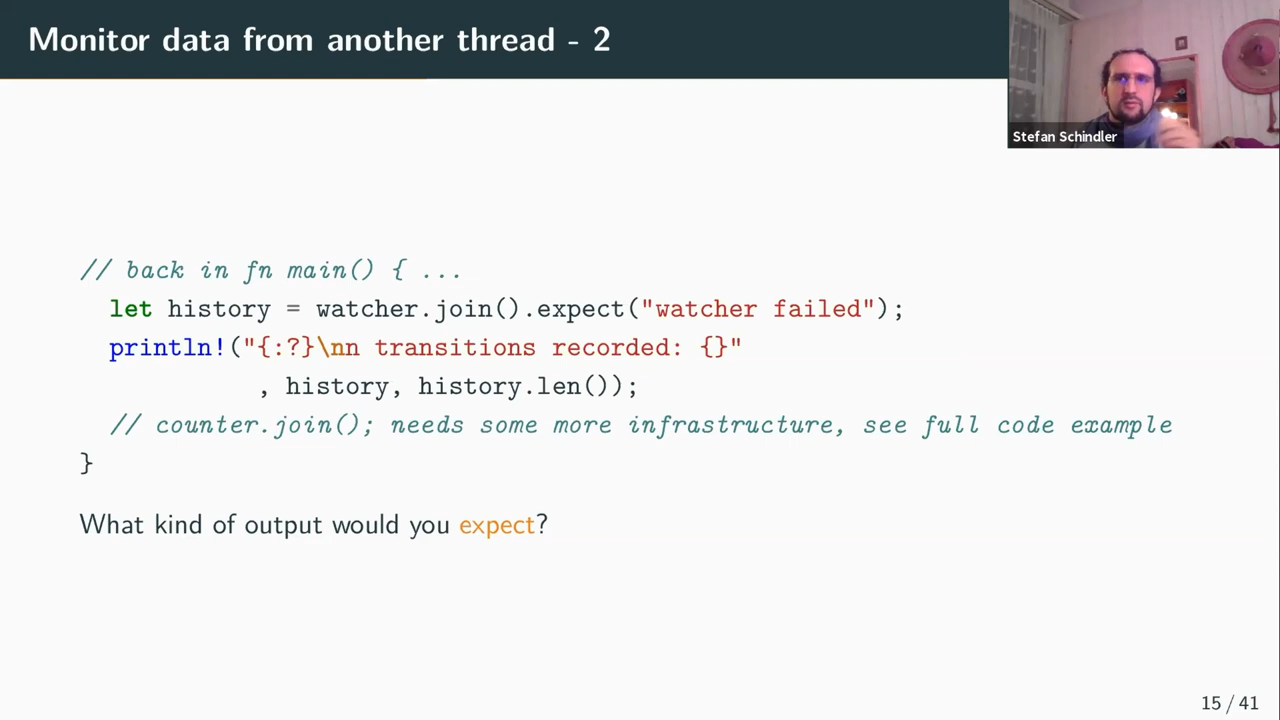 Monitor data from another thread - 2
Stefan Schindler
// back in fn main() { ...
let history = watcher.join().expect("watcher failed");
println!("{:?}\nn transitions recorded: {}"
, history, history.len());
// counter.join(); needs some more infrastructure, see full code example
}
What kind of output would you expect?
15 / 41